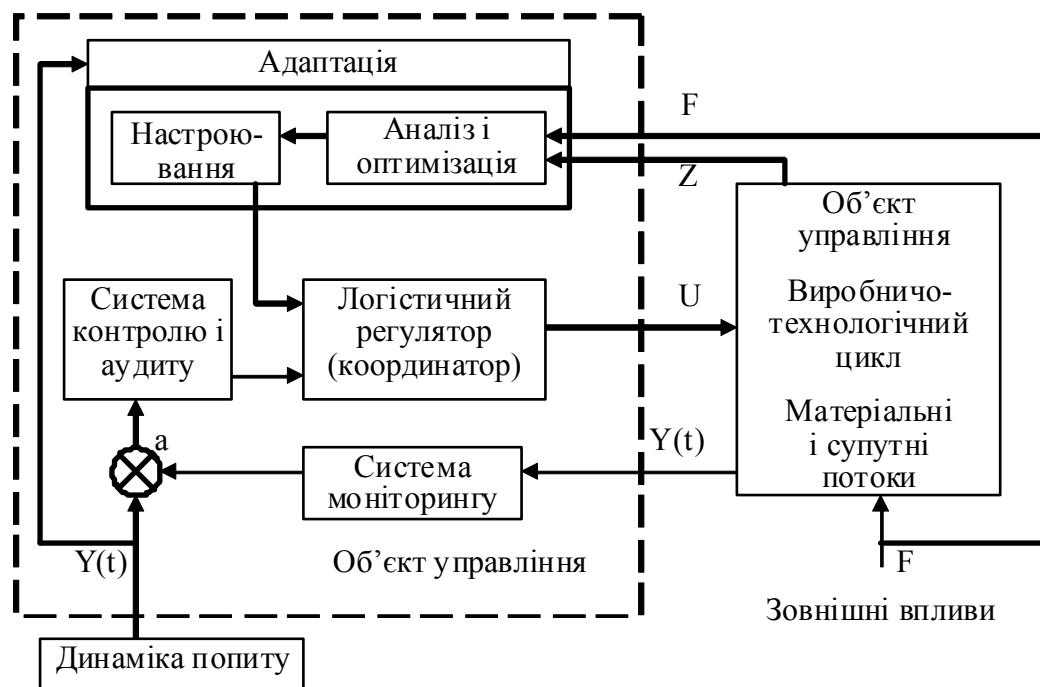 Адаптація
F
Настрою-
вання
Аналіз і
оптимізація
Z
Об’єкт
управління
Виробничо-
технологічний
цикл
Матеріальні
і супутні
потоки
Система
контролю і
аудиту
Логістичний
регулятор
(координатор)
U
а
Y(t)
Система
моніторингу
Y(t)
Об’єкт управління
F
Зовнішні впливи
Динаміка попиту